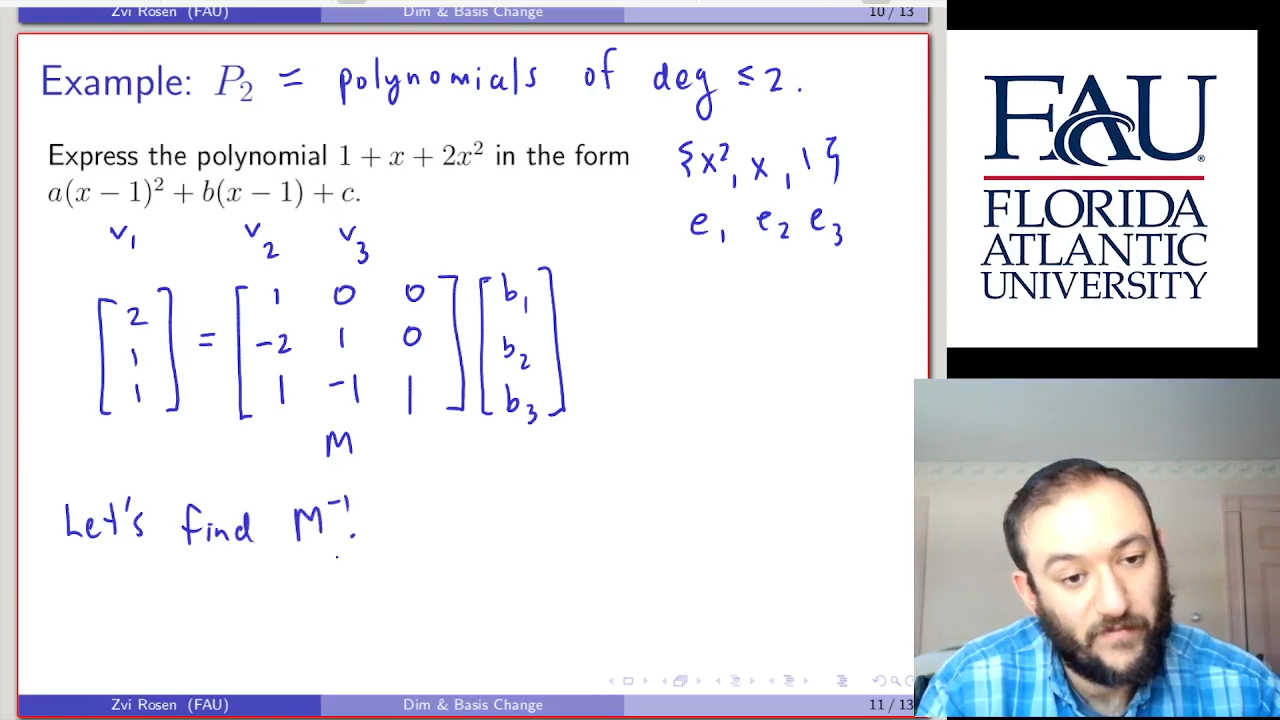 Zvi Rosen (FAU) Dim & Basis Change 10 / 13
Example: P₂ = polynomials of deg ≤ 2.
Express the polynomial 1 + x + 2x² in the form
a(x − 1)² + b(x − 1) + c.
{x², x, 1}
e₁ e₂ e₃
v₁ v₂ v₃
[2 1 1] = [1 0 0; -2 1 0; 1 -1 1] [b₁ b₂ b₃]
M
Let's find M⁻¹.
Zvi Rosen (FAU) Dim & Basis Change 11 / 13
FAU
FLORIDA
ATLANTIC
UNIVERSITY